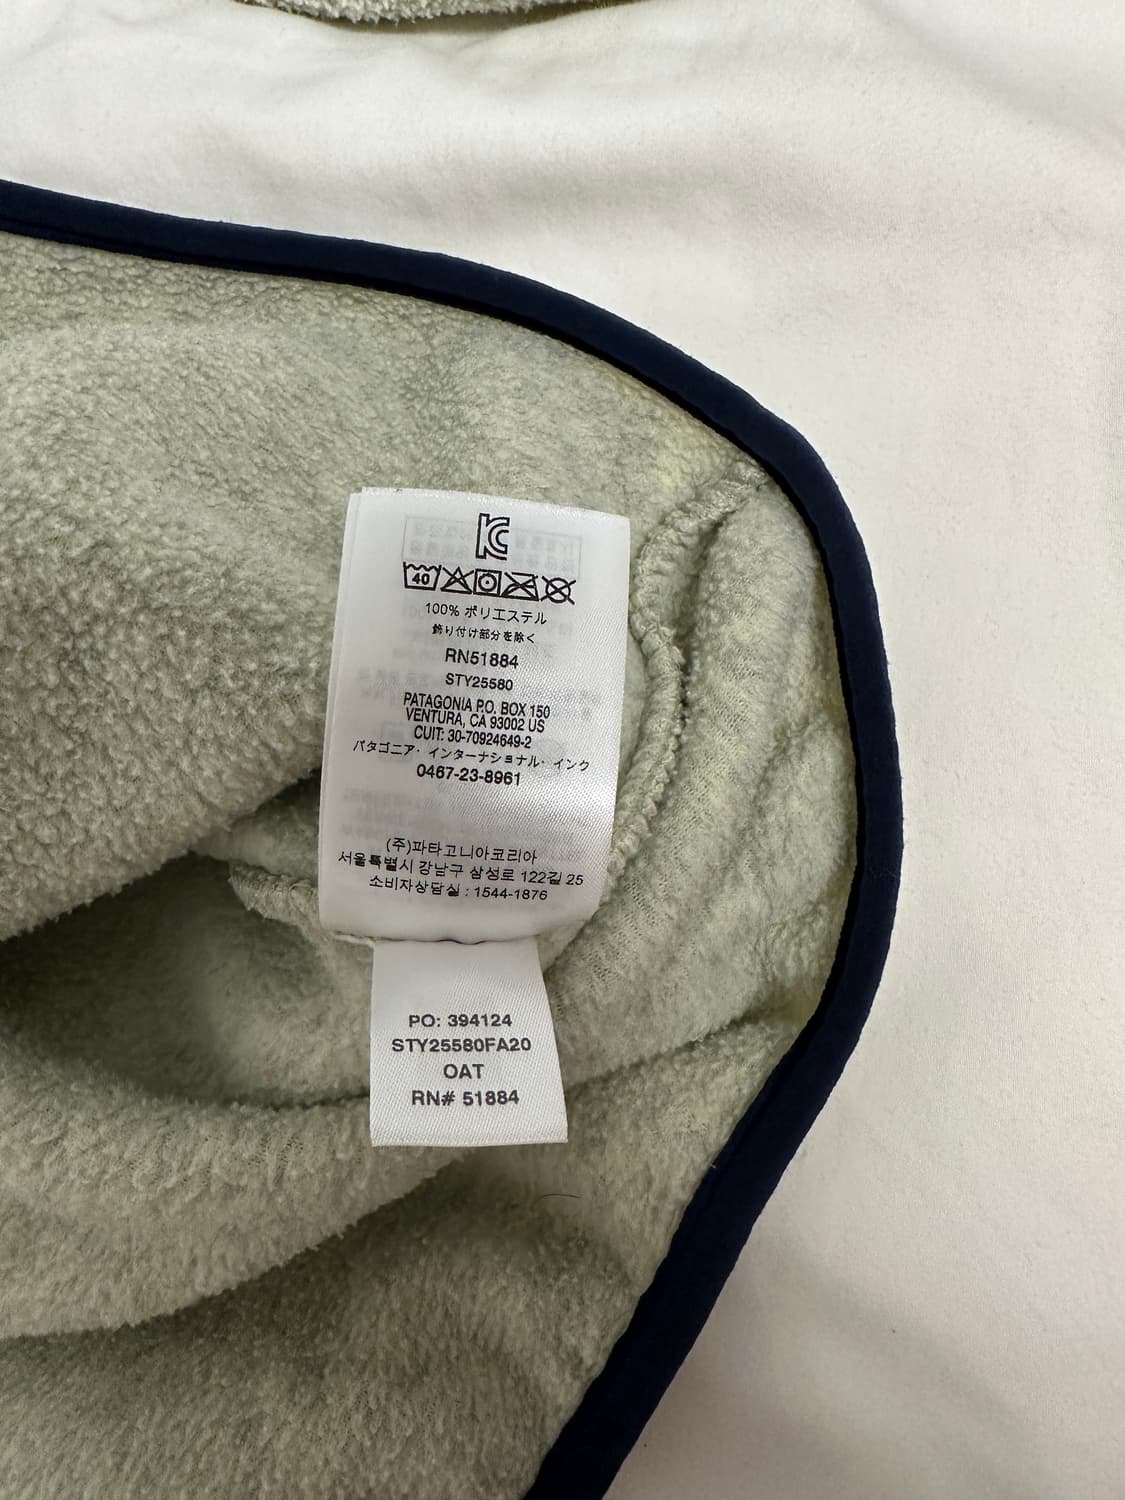 KC
40
100% ポリエステル
飾り付け部分を除く
RN51884
STY25580
PATAGONIA P.O. BOX 150
VENTURA, CA 93002 US
CUIT: 30-70924649-2
パタゴニア・インターナショナル・インク
0467-23-8961
(주)파타고니아코리아
서울특별시 강남구 삼성로 122길 25
소비자상담실 : 1544-1876
PO: 394124
STY25580FA20
OAT
RN# 51884